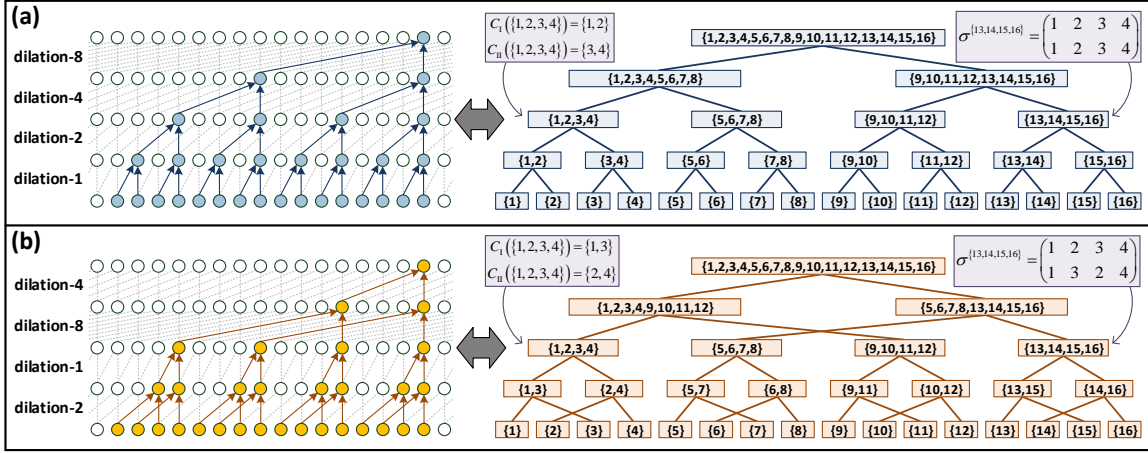 (a)
dilation-8
dilation-4
dilation-2
dilation-1
C_I({1,2,3,4})={1,2}
C_II({1,2,3,4})={3,4}
{1,2,3,4,5,6,7,8,9,10,11,12,13,14,15,16}
σ^{13,14,15,16} = (1 2 3 4
1 2 3 4)
{1,2,3,4,5,6,7,8} {9,10,11,12,13,14,15,16}
{1,2,3,4} {5,6,7,8} {9,10,11,12} {13,14,15,16}
{1,2} {3,4} {5,6} {7,8} {9,10} {11,12} {13,14} {15,16}
{1} {2} {3} {4} {5} {6} {7} {8} {9} {10} {11} {12} {13} {14} {15} {16}
(b)
dilation-4
dilation-8
dilation-1
dilation-2
C_I({1,2,3,4})={1,3}
C_II({1,2,3,4})={2,4}
{1,2,3,4,5,6,7,8,9,10,11,12,13,14,15,16}
σ^{13,14,15,16} = (1 2 3 4
1 3 2 4)
{1,2,3,4,9,10,11,12} {5,6,7,8,13,14,15,16}
{1,2,3,4} {5,6,7,8} {9,10,11,12} {13,14,15,16}
{1,3} {2,4} {5,7} {6,8} {9,11} {10,12} {13,15} {14,16}
{1} {2} {3} {4} {5} {6} {7} {8} {9} {10} {11} {12} {13} {14} {15} {16}